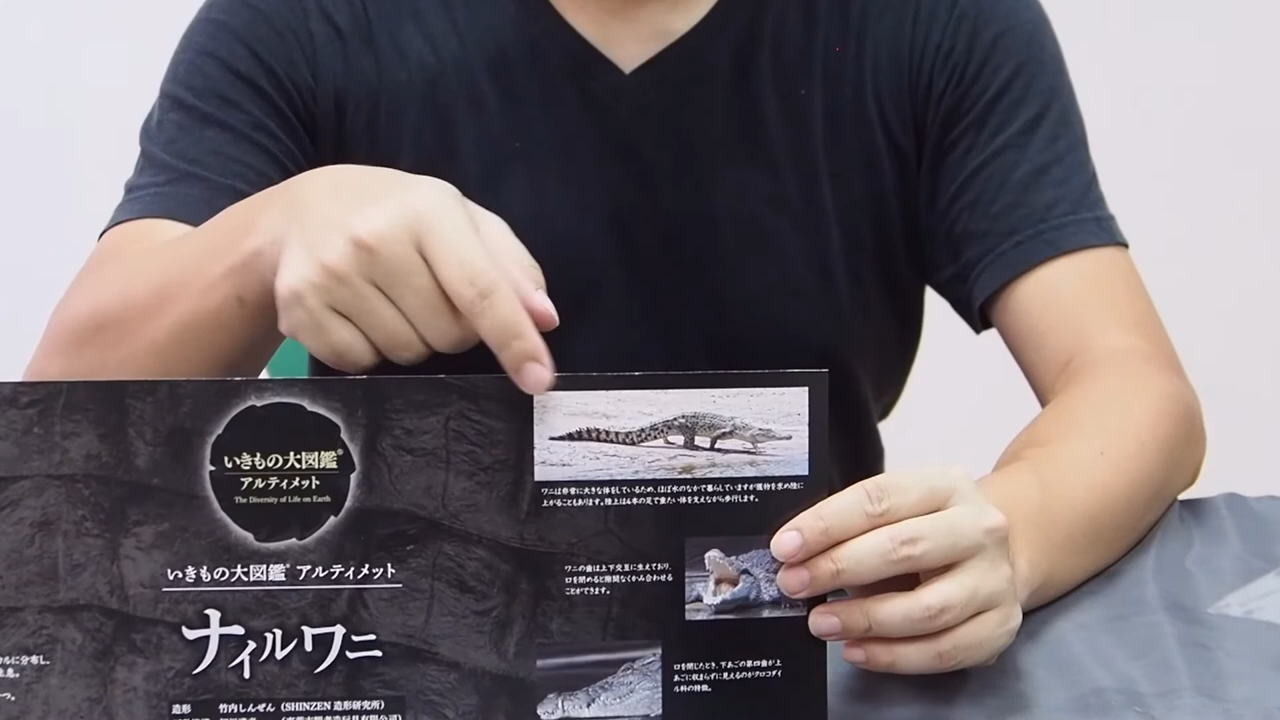 いきもの大図鑑®
アルティメット
The Diversity of Life on Earth
いきもの大図鑑® アルティメット
ナイルワニ
造形 竹内しんぜん（SHINZEN 造形研究所）
ワニは非常に大きな体をしているため、ほぼ水のなかで暮らしていますが獲物を求め陸に
上がることもあります。陸上は4本の足で重たい体を支えながら歩行します。
ワニの歯は上下交互に生えており、
口を閉めると隙間なくかみ合わせる
ことができます。
口を閉じたとき、下あごの第四歯が上
あごに収まらずに見えるのがクロコダイ
ル科の特徴。
ルに分布し、